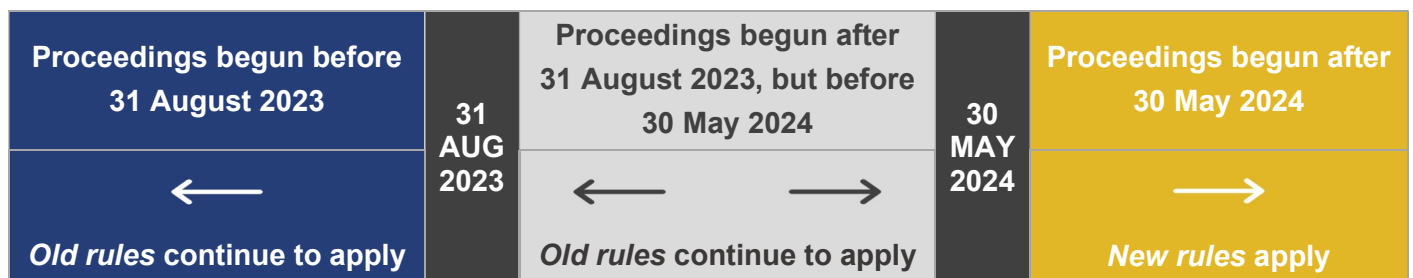 Proceedings begun before
31 August 2023
Old rules continue to apply
31
AUG
2023
Proceedings begun after
31 August 2023, but before
30 May 2024
Old rules continue to apply
30
MAY
2024
Proceedings begun after
30 May 2024
New rules apply